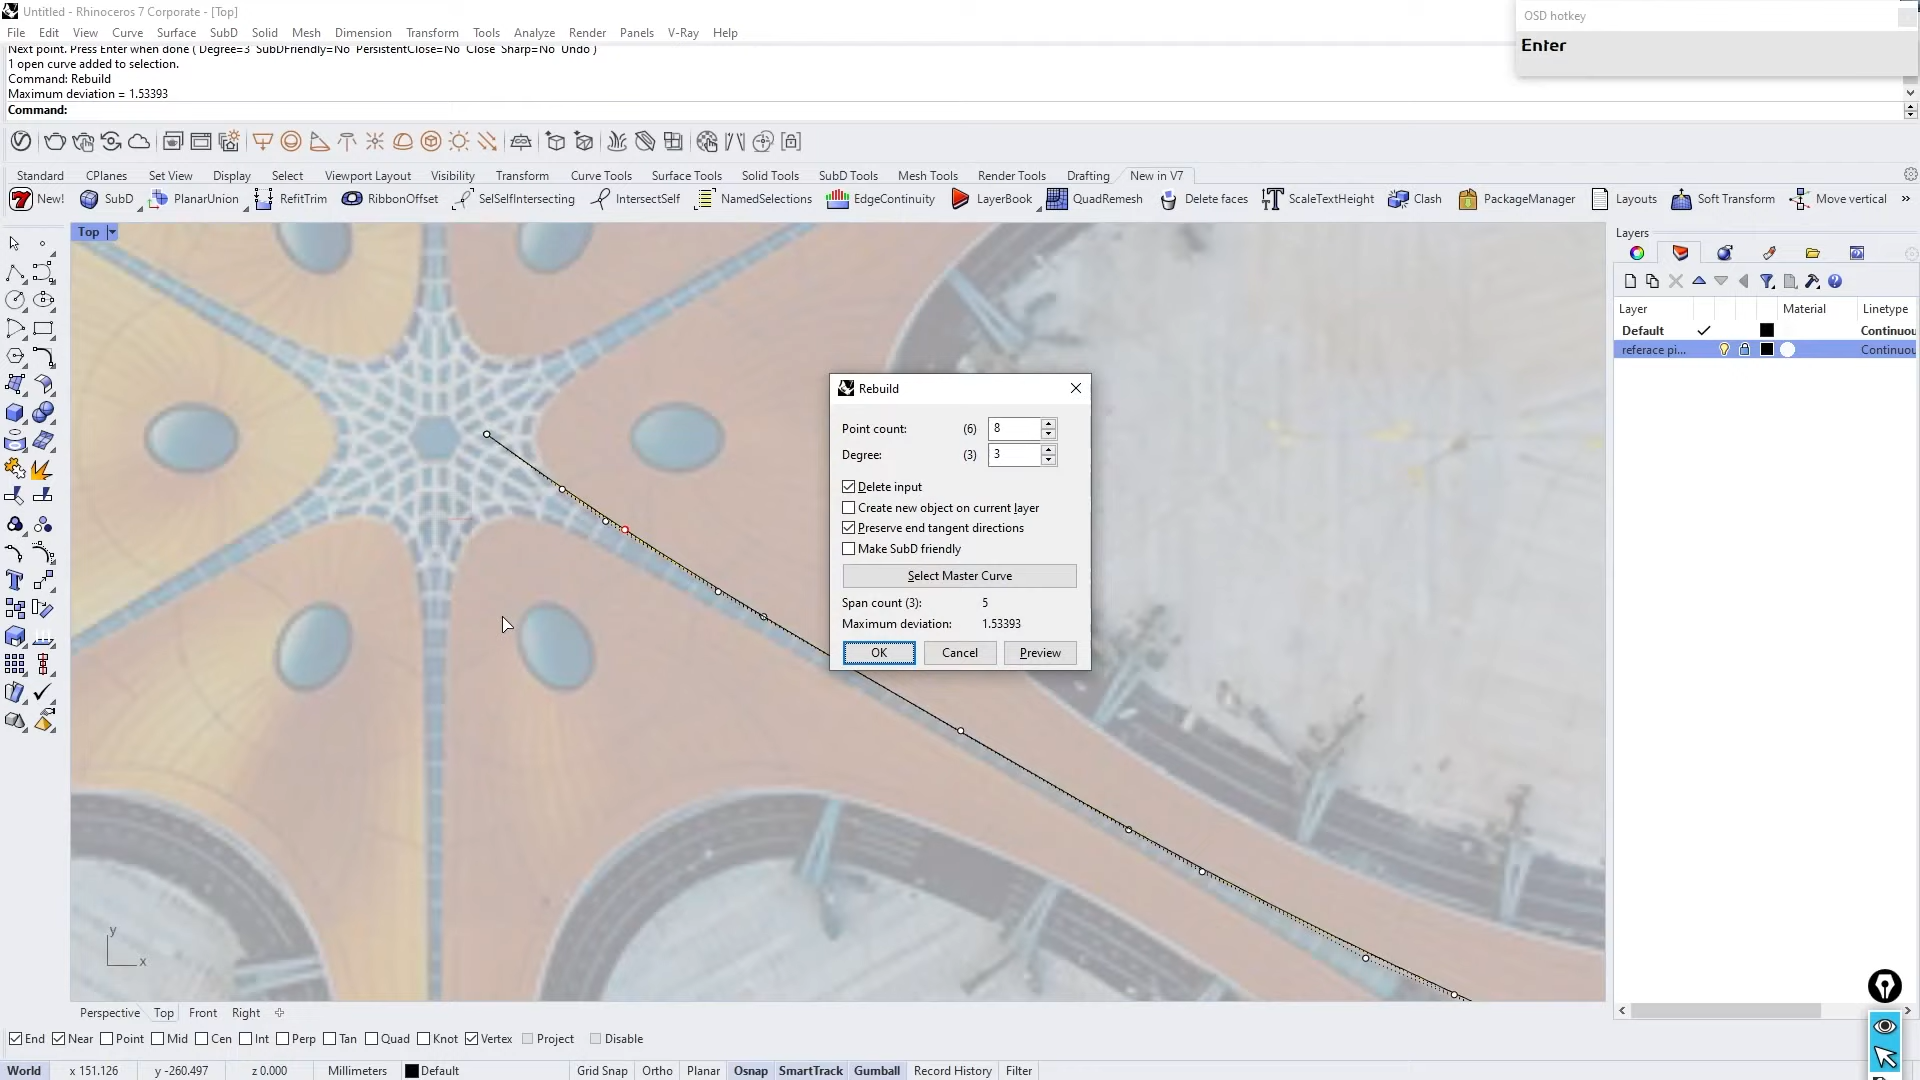 Untitled - Rhinoceros 7 Corporate - [Top]
OSD hotkey
Enter
File Edit View Curve Surface SubD Solid Mesh Dimension Transform Tools Analyze Render Panels V-Ray Help
Next point. Press Enter when done ( Degree=3 SubDFriendly=No PersistentClose=No Close Sharp=No Undo )
1 open curve added to selection.
Command: Rebuild
Maximum deviation = 1.53393
Command:
Standard CPlanes Set View Display Select Viewport Layout Visibility Transform Curve Tools Surface Tools Solid Tools SubD Tools Mesh Tools Render Tools Drafting New in V7
7 New! SubD PlanarUnion RefitTrim RibbonOffset SelSelfIntersecting IntersectSelf NamedSelections EdgeContinuity LayerBook QuadRemesh Delete faces ScaleTextHeight Clash PackageManager Layouts Soft Transform Move vertical »
Top
Layers
Layer Material Linetype
Default Continuou
referace pi... Continuou
Rebuild
Point count: (6) 8
Degree: (3) 3
Delete input
Create new object on current layer
Preserve end tangent directions
Make SubD friendly
Select Master Curve
Span count (3): 5
Maximum deviation: 1.53393
OK Cancel Preview
y
x
Perspective Top Front Right
End Near Point Mid Cen Int Perp Tan Quad Knot Vertex Project Disable
World x 151.126 y -260.497 z 0.000 Millimeters Default Grid Snap Ortho Planar Osnap SmartTrack Gumball Record History Filter